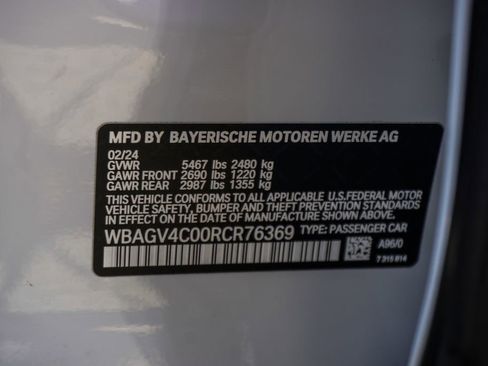 MFD BY BAYERISCHE MOTOREN WERKE AG
02/24
GVWR 5467 lbs 2480 kg
GAWR FRONT 2690 lbs 1220 kg
GAWR REAR 2987 lbs 1355 kg
THIS VEHICLE CONFORMS TO ALL APPLICABLE U.S.FEDERAL MOTOR
VEHICLE SAFETY, BUMPER, AND THEFT PREVENTION STANDARDS
IN EFFECT ON THE DATE OF MANUFACTURE SHOWN ABOVE.
WBAGV4C00RCR76369 TYPE: PASSENGER CAR
A96/0
7 315 814